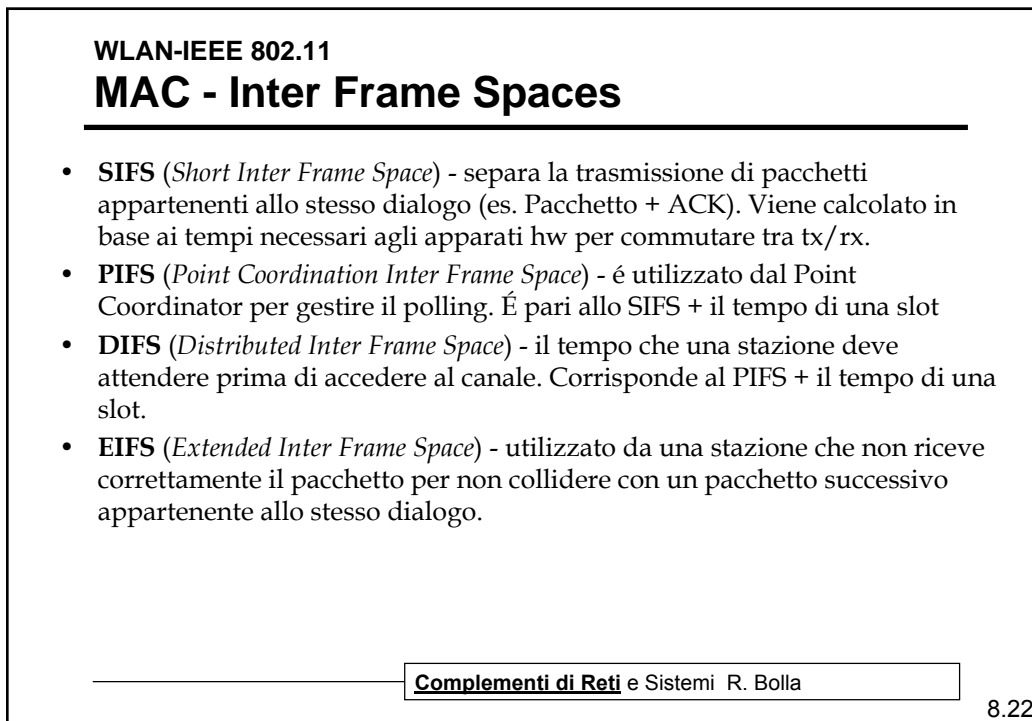 WLAN-IEEE 802.11
MAC - Inter Frame Spaces
• SIFS (Short Inter Frame Space) - separa la trasmissione di pacchetti
appartenenti allo stesso dialogo (es. Pacchetto + ACK). Viene calcolato in
base ai tempi necessari agli apparati hw per commutare tra tx/rx.
• PIFS (Point Coordination Inter Frame Space) - é utilizzato dal Point
Coordinator per gestire il polling. É pari allo SIFS + il tempo di una slot
• DIFS (Distributed Inter Frame Space) - il tempo che una stazione deve
attendere prima di accedere al canale. Corrisponde al PIFS + il tempo di una
slot.
• EIFS (Extended Inter Frame Space) - utilizzato da una stazione che non riceve
correttamente il pacchetto per non collidere con un pacchetto successivo
appartenente allo stesso dialogo.
Complementi di Reti e Sistemi R. Bolla
8.22